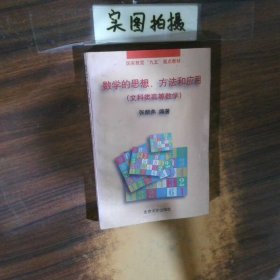 实图拍摄
国家教委“九五”重点教材
数学的思想、方法和应用
(文科类高等数学)
张顺燕 编著
北京大学出版社